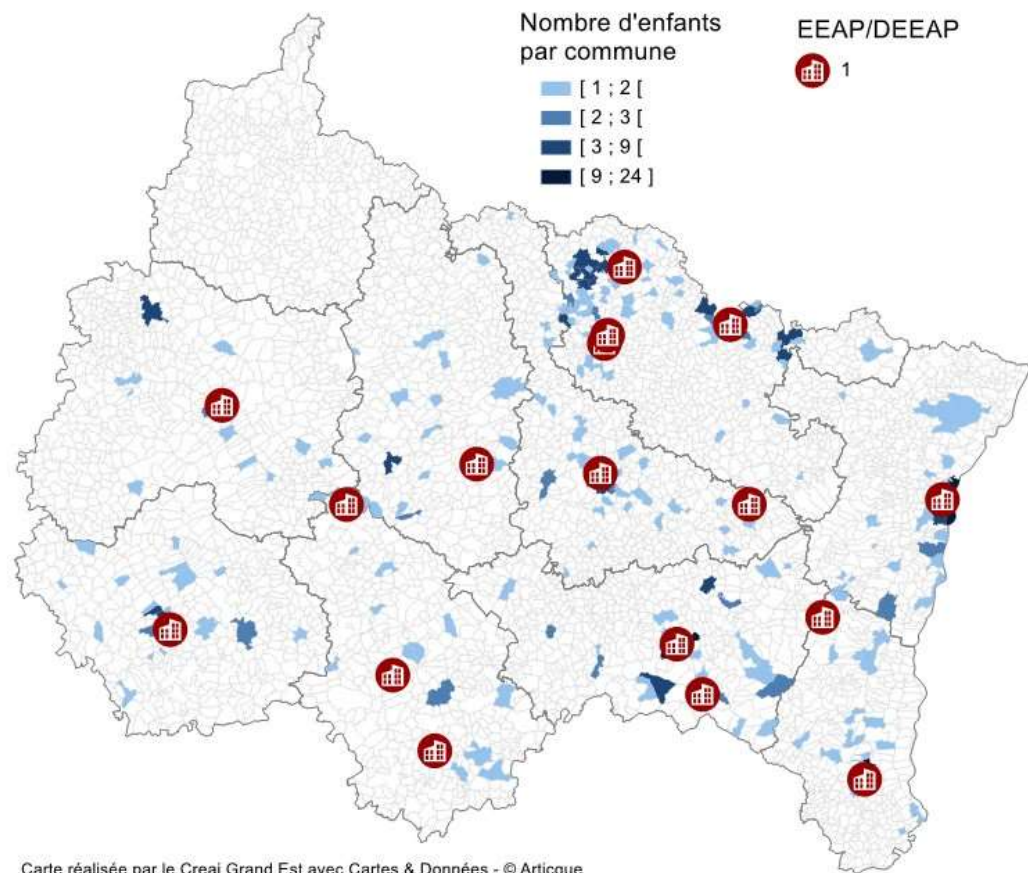 Nombre d'enfants
par commune
[ 1 ; 2 [
[ 2 ; 3 [
[ 3 ; 9 [
[ 9 ; 24 ]
EEAP/DEEAP
1
Carte réalisée par le Creai Grand Est avec Cartes & Données - © Articque